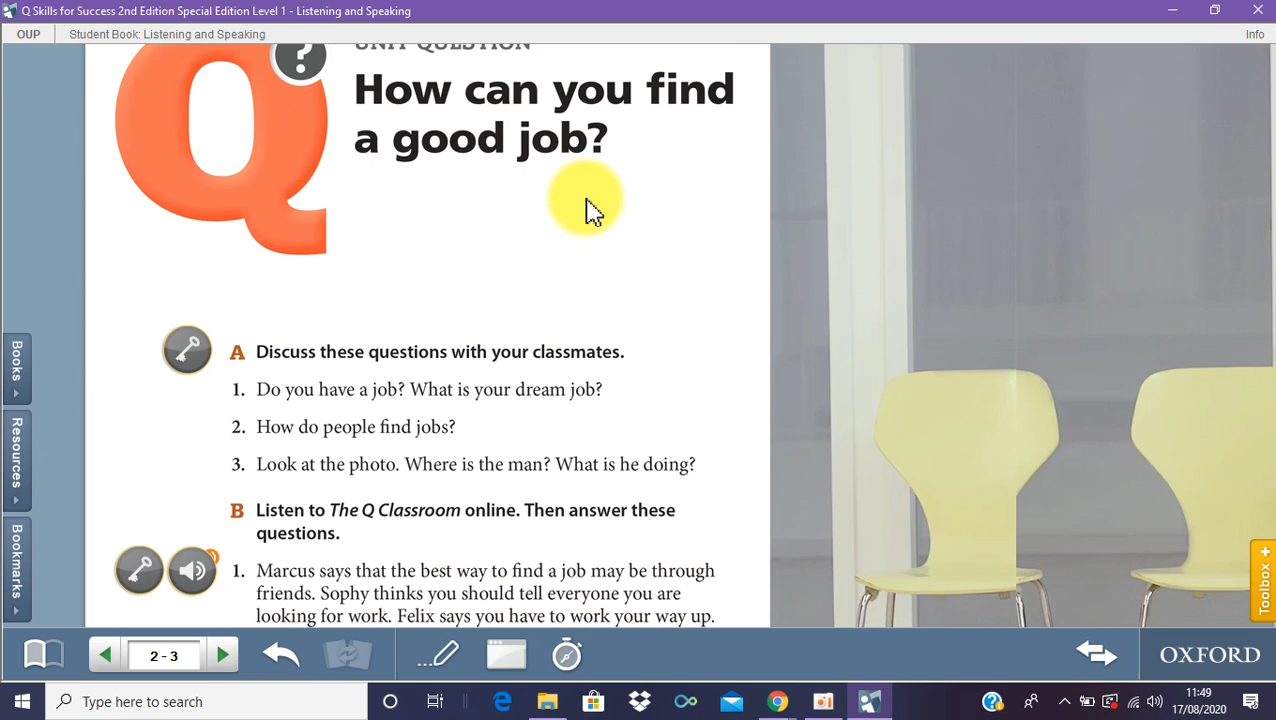 Q Skills for Success 2nd Edition Special Edition Level 1 - Listening and Speaking
OUP
Student Book: Listening and Speaking
Info
Q
?
UNIT QUESTION
How can you find
a good job?
A Discuss these questions with your classmates.
1. Do you have a job? What is your dream job?
2. How do people find jobs?
3. Look at the photo. Where is the man? What is he doing?
B Listen to The Q Classroom online. Then answer these
questions.
1. Marcus says that the best way to find a job may be through
friends. Sophy thinks you should tell everyone you are
looking for work. Felix says you have to work your way up.
Books
Resources
Bookmarks
Toolbox +
2 - 3
OXFORD
Type here to search
11:49
17/08/2020